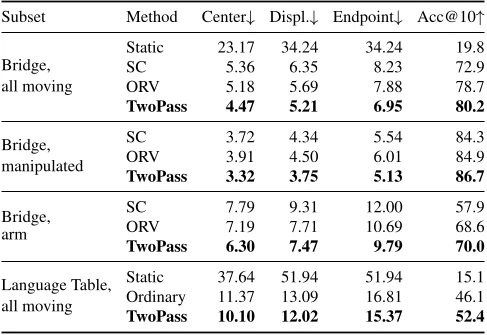 Subset Method Center↓ Displ.↓ Endpoint↓ Acc@10↑
Bridge, all moving
Static 23.17 34.24 34.24 19.8
SC 5.36 6.35 8.23 72.9
ORV 5.18 5.69 7.88 78.7
TwoPass 4.47 5.21 6.95 80.2
Bridge, manipulated
SC 3.72 4.34 5.54 84.3
ORV 3.91 4.50 6.01 84.9
TwoPass 3.32 3.75 5.13 86.7
Bridge, arm
SC 7.79 9.31 12.00 57.9
ORV 7.19 7.71 10.69 68.6
TwoPass 6.30 7.47 9.79 70.0
Language Table, all moving
Static 37.64 51.94 51.94 15.1
Ordinary 11.37 13.09 16.81 46.1
TwoPass 10.10 12.02 15.37 52.4